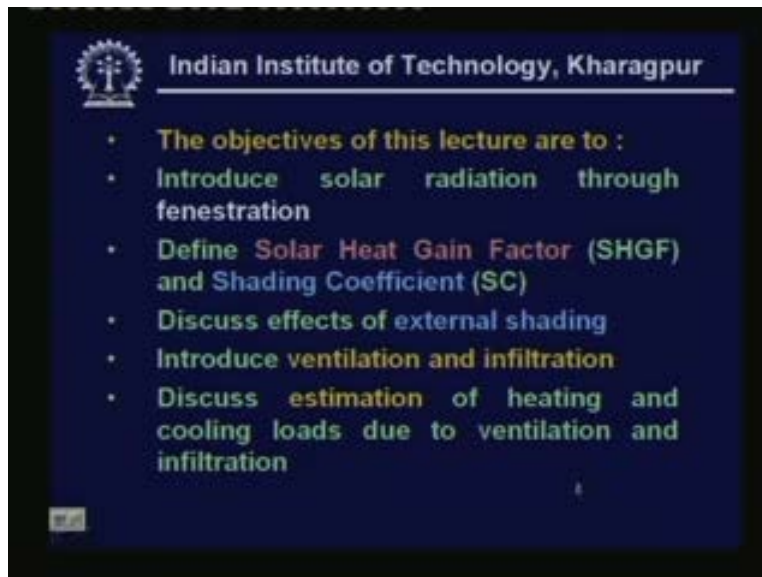 Indian Institute of Technology, Kharagpur
• The objectives of this lecture are to :
• Introduce solar radiation through
fenestration
• Define Solar Heat Gain Factor (SHGF)
and Shading Coefficient (SC)
• Discuss effects of external shading
• Introduce ventilation and infiltration
• Discuss estimation of heating and
cooling loads due to ventilation and
infiltration